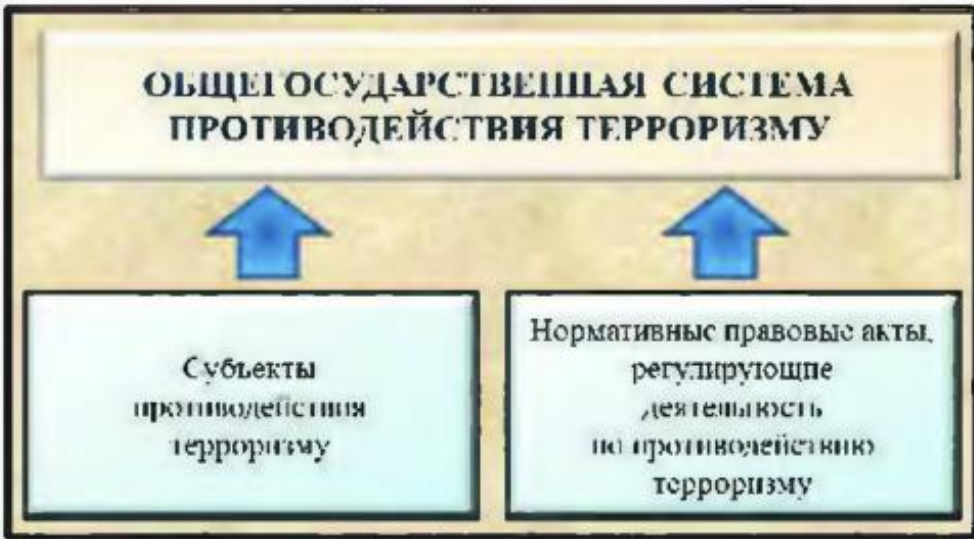 ОБЩЕГОСУДАРСТВЕННАЯ СИСТЕМА
ПРОТИВОДЕЙСТВИЯ ТЕРРОРИЗМУ
Субъекты
противодействия
терроризму
Нормативные правовые акты,
регулирующие
деятельность
по противодействию
терроризму